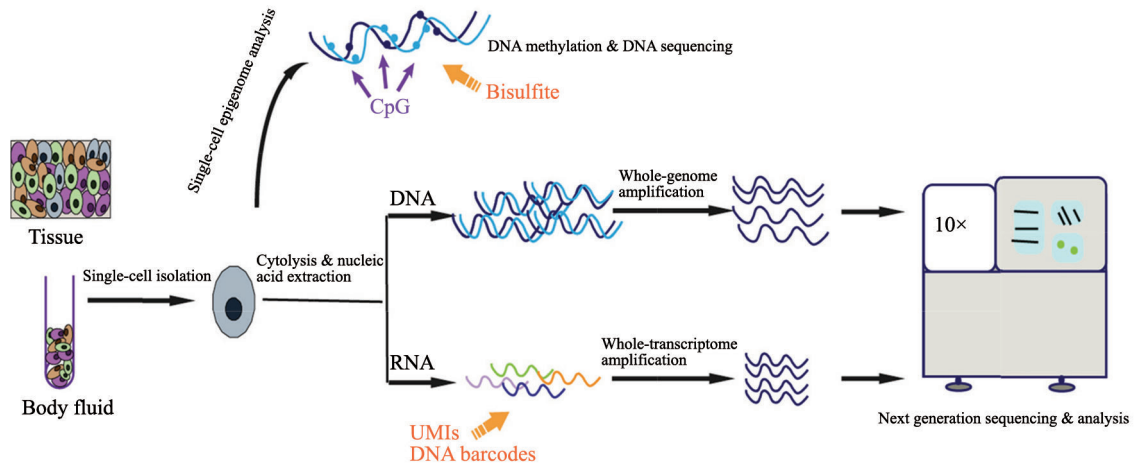 Single-cell epigenome analysis
DNA methylation & DNA sequencing
Bisulfite
CpG
Tissue
Single-cell isolation
Body fluid
Cytolysis & nucleic
acid extraction
DNA
Whole-genome
amplification
10×
RNA
Whole-transcriptome
amplification
UMIs
DNA barcodes
Next generation sequencing & analysis